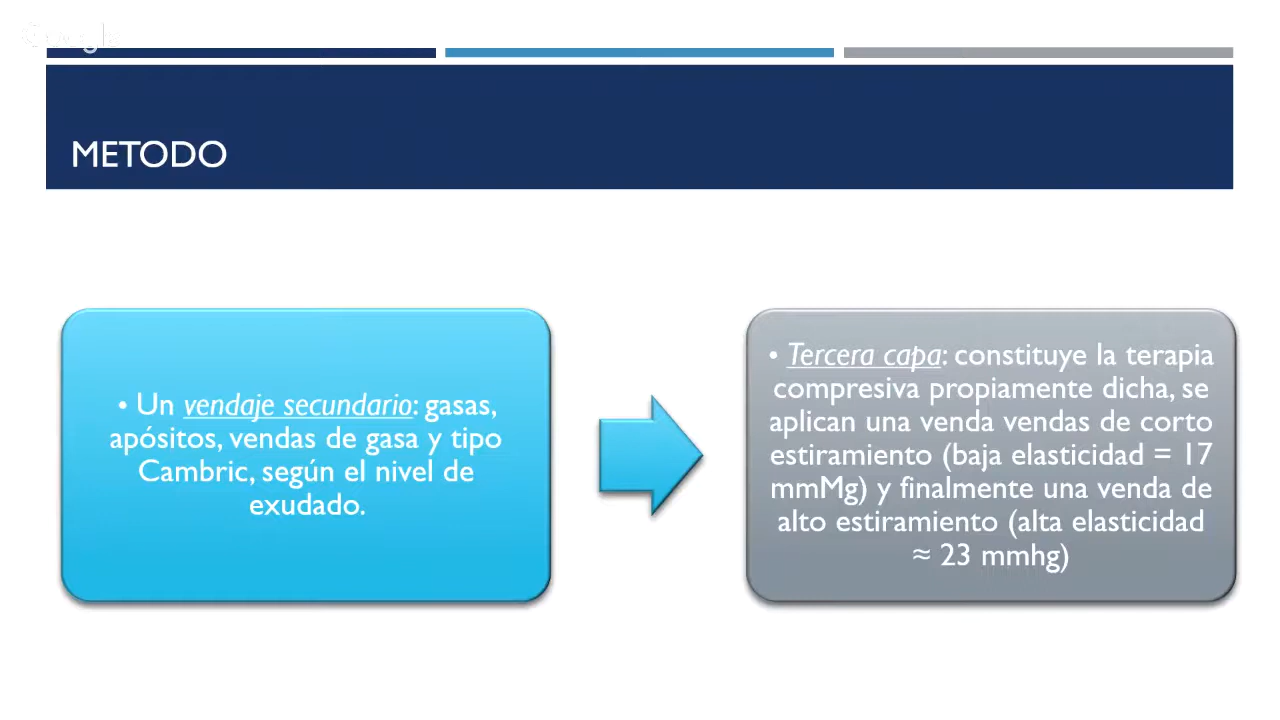 Google
METODO
• Un vendaje secundario: gasas,
apósitos, vendas de gasa y tipo
Cambric, según el nivel de
exudado.
• Tercera capa: constituye la terapia
compresiva propiamente dicha, se
aplican una venda vendas de corto
estiramiento (baja elasticidad = 17
mmMg) y finalmente una venda de
alto estiramiento (alta elasticidad
≈ 23 mmhg)